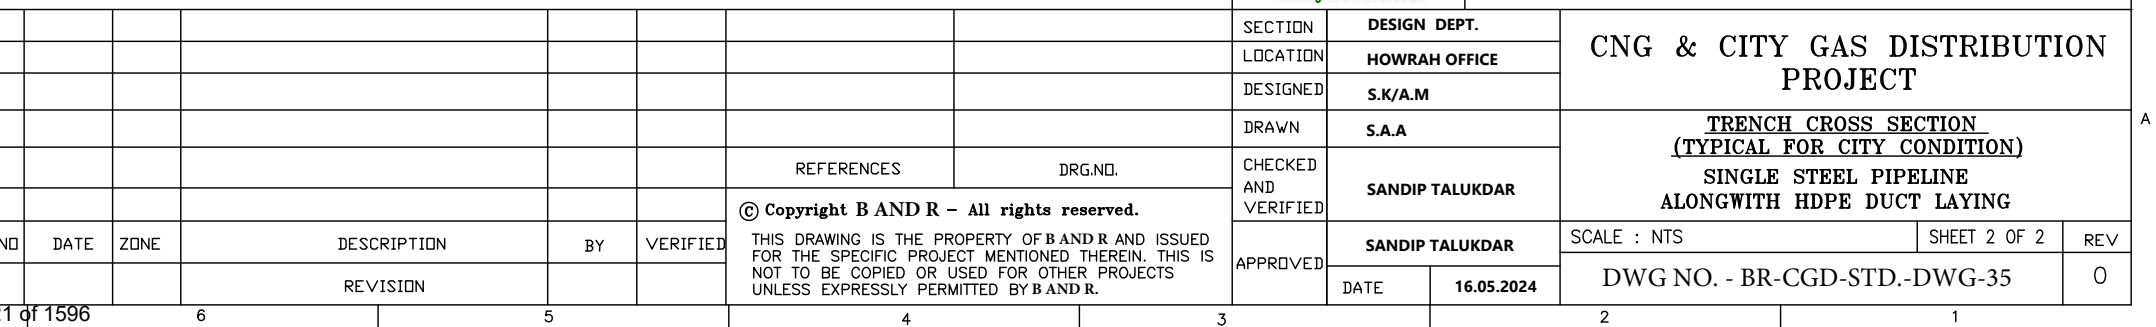 SECTION DESIGN DEPT.
LOCATION HOWRAH OFFICE
DESIGNED S.K/A.M
DRAWN S.A.A
CHECKED
AND
VERIFIED
SANDIP TALUKDAR
APPROVED
SANDIP TALUKDAR
DATE 16.05.2024
CNG & CITY GAS DISTRIBUTION
PROJECT
TRENCH CROSS SECTION
(TYPICAL FOR CITY CONDITION)
SINGLE STEEL PIPELINE
ALONGWITH HDPE DUCT LAYING
SCALE : NTS SHEET 2 OF 2 REV
DWG NO. - BR-CGD-STD.-DWG-35 0
A
REFERENCES DRG.NO.
© Copyright B AND R – All rights reserved.
THIS DRAWING IS THE PROPERTY OF B AND R AND ISSUED
FOR THE SPECIFIC PROJECT MENTIONED THEREIN. THIS IS
NOT TO BE COPIED OR USED FOR OTHER PROJECTS
UNLESS EXPRESSLY PERMITTED BY B AND R.
NO DATE ZONE DESCRIPTION BY VERIFIED
REVISION
1 of 1596
6 5 4 3 2 1